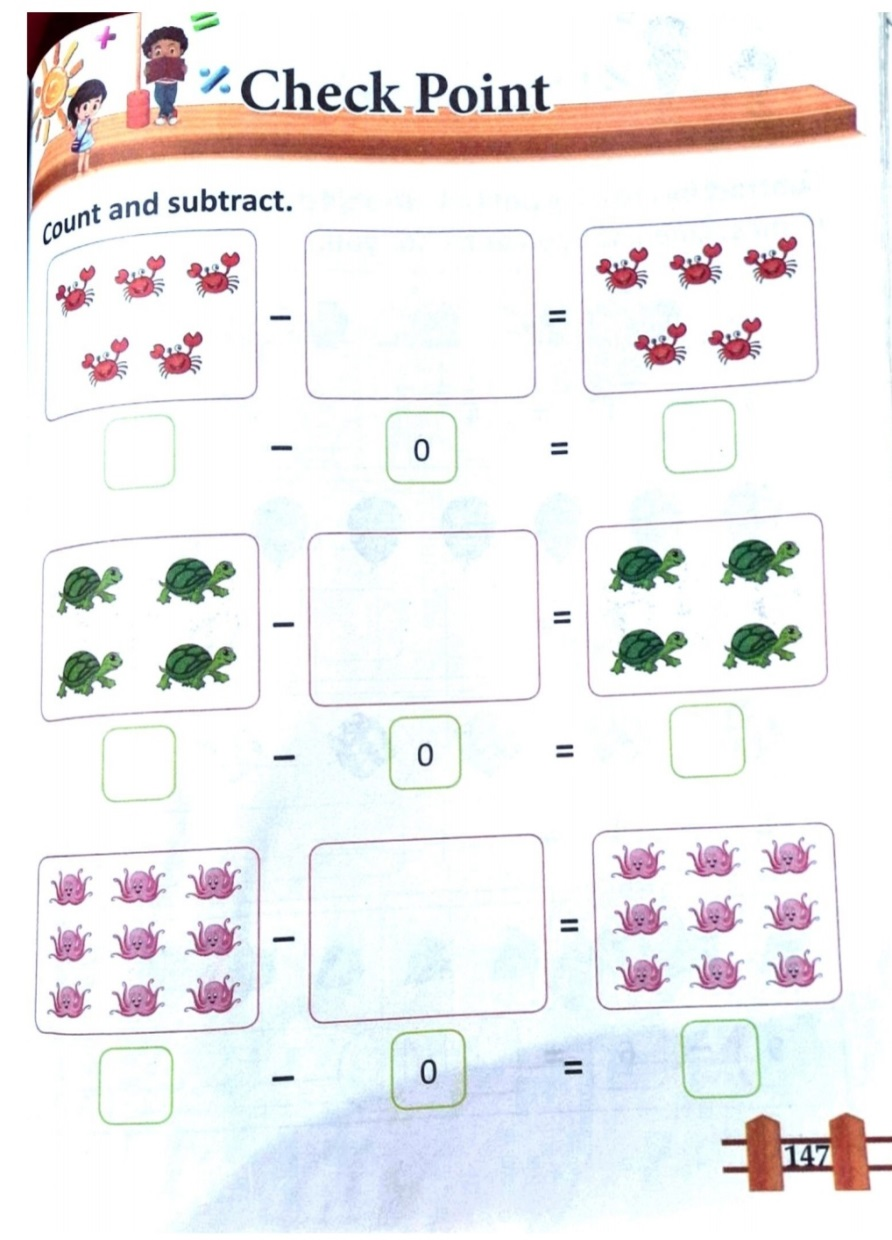 Check Point
Count and subtract.
- =
- 0 =
- =
- 0 =
- =
- 0 =
147